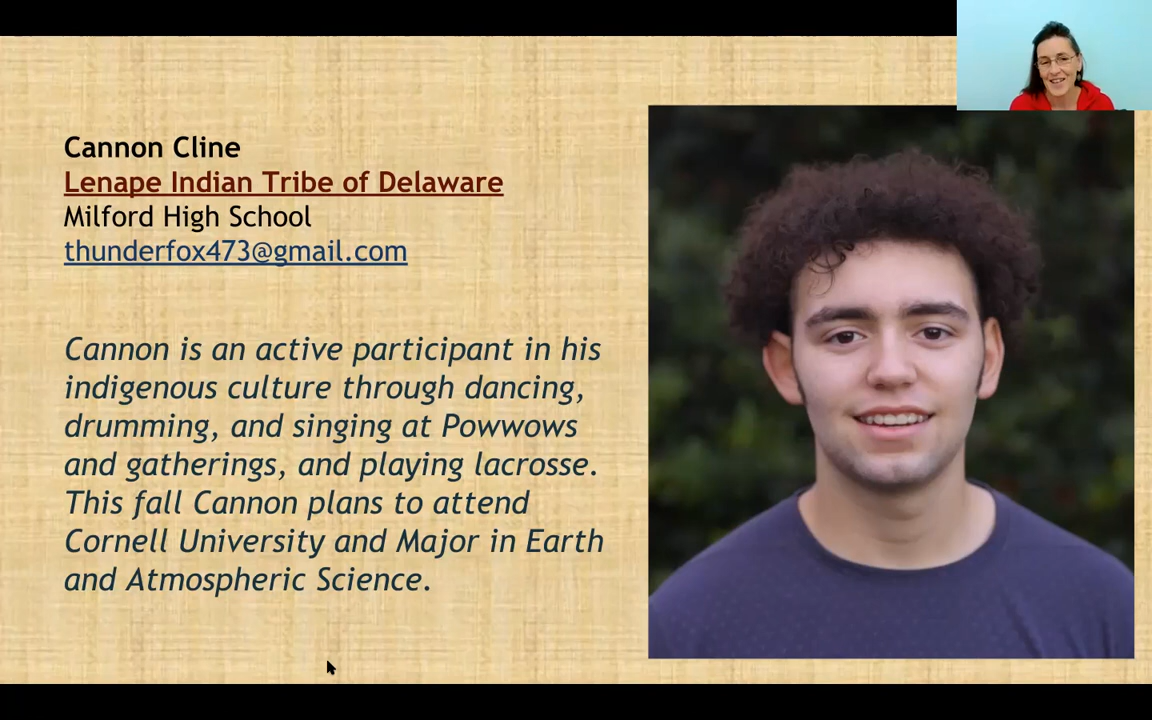 Cannon Cline
Lenape Indian Tribe of Delaware
Milford High School
thunderfox473@gmail.com
Cannon is an active participant in his
indigenous culture through dancing,
drumming, and singing at Powwows
and gatherings, and playing lacrosse.
This fall Cannon plans to attend
Cornell University and Major in Earth
and Atmospheric Science.